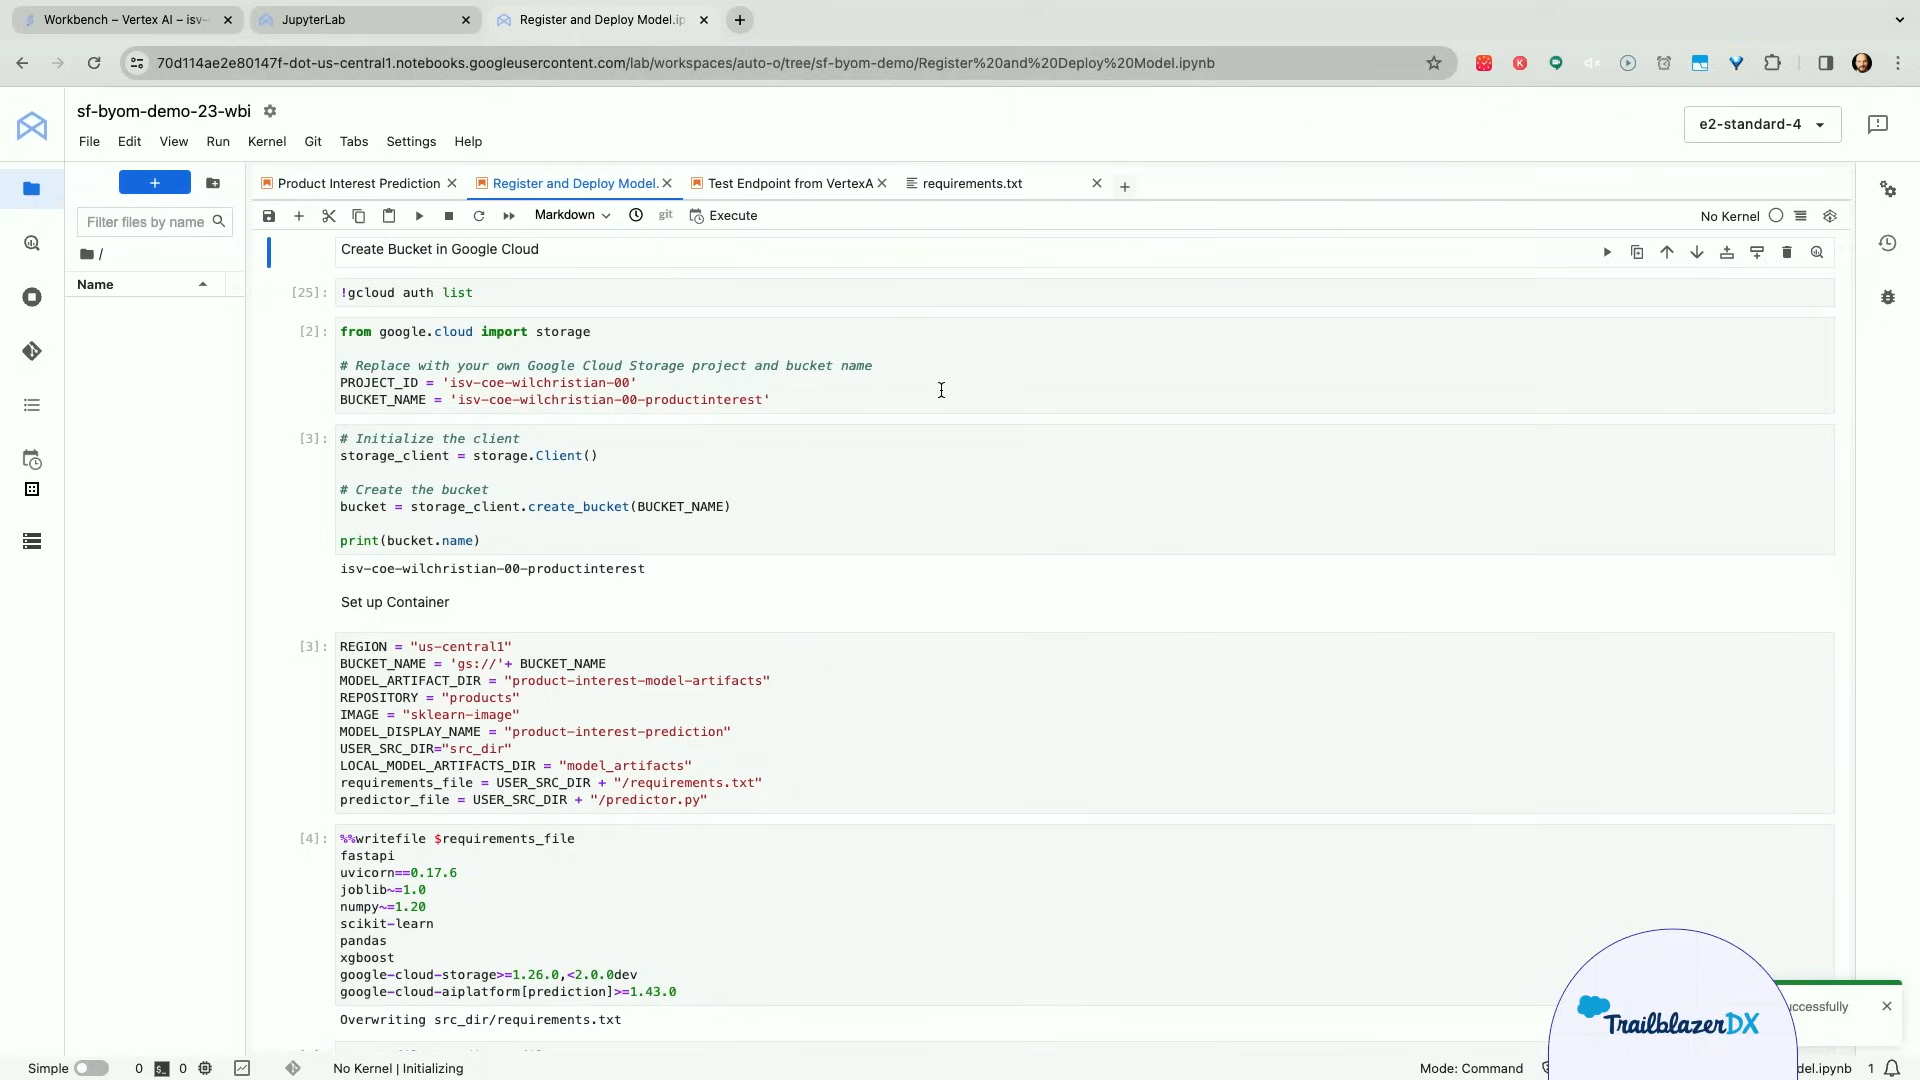 Workbench – Vertex AI – isv-
JupyterLab
Register and Deploy Model.ip
70d114ae2e80147f-dot-us-central1.notebooks.googleusercontent.com/lab/workspaces/auto-o/tree/sf-byom-demo/Register%20and%20Deploy%20Model.ipynb
sf-byom-demo-23-wbi
e2-standard-4
File Edit View Run Kernel Git Tabs Settings Help
Product Interest Prediction
Register and Deploy Model.
Test Endpoint from VertexA
requirements.txt
Markdown
git
Execute
No Kernel
Filter files by name
/
Name
Create Bucket in Google Cloud
[25]: !gcloud auth list
[2]: from google.cloud import storage
# Replace with your own Google Cloud Storage project and bucket name
PROJECT_ID = 'isv-coe-wilchristian-00'
BUCKET_NAME = 'isv-coe-wilchristian-00-productinterest'
[3]: # Initialize the client
storage_client = storage.Client()
# Create the bucket
bucket = storage_client.create_bucket(BUCKET_NAME)
print(bucket.name)
isv-coe-wilchristian-00-productinterest
Set up Container
[3]: REGION = "us-central1"
BUCKET_NAME = 'gs://'+ BUCKET_NAME
MODEL_ARTIFACT_DIR = "product-interest-model-artifacts"
REPOSITORY = "products"
IMAGE = "sklearn-image"
MODEL_DISPLAY_NAME = "product-interest-prediction"
USER_SRC_DIR="src_dir"
LOCAL_MODEL_ARTIFACTS_DIR = "model_artifacts"
requirements_file = USER_SRC_DIR + "/requirements.txt"
predictor_file = USER_SRC_DIR + "/predictor.py"
[4]: %%writefile $requirements_file
fastapi
uvicorn==0.17.6
joblib~=1.0
numpy~=1.20
scikit-learn
pandas
xgboost
google-cloud-storage>=1.26.0,<2.0.0dev
google-cloud-aiplatform[prediction]>=1.43.0
Overwriting src_dir/requirements.txt
uccessfully
salesforce
TrailblazerDX
Simple 0 0 No Kernel | Initializing
Mode: Command
del.ipynb 1